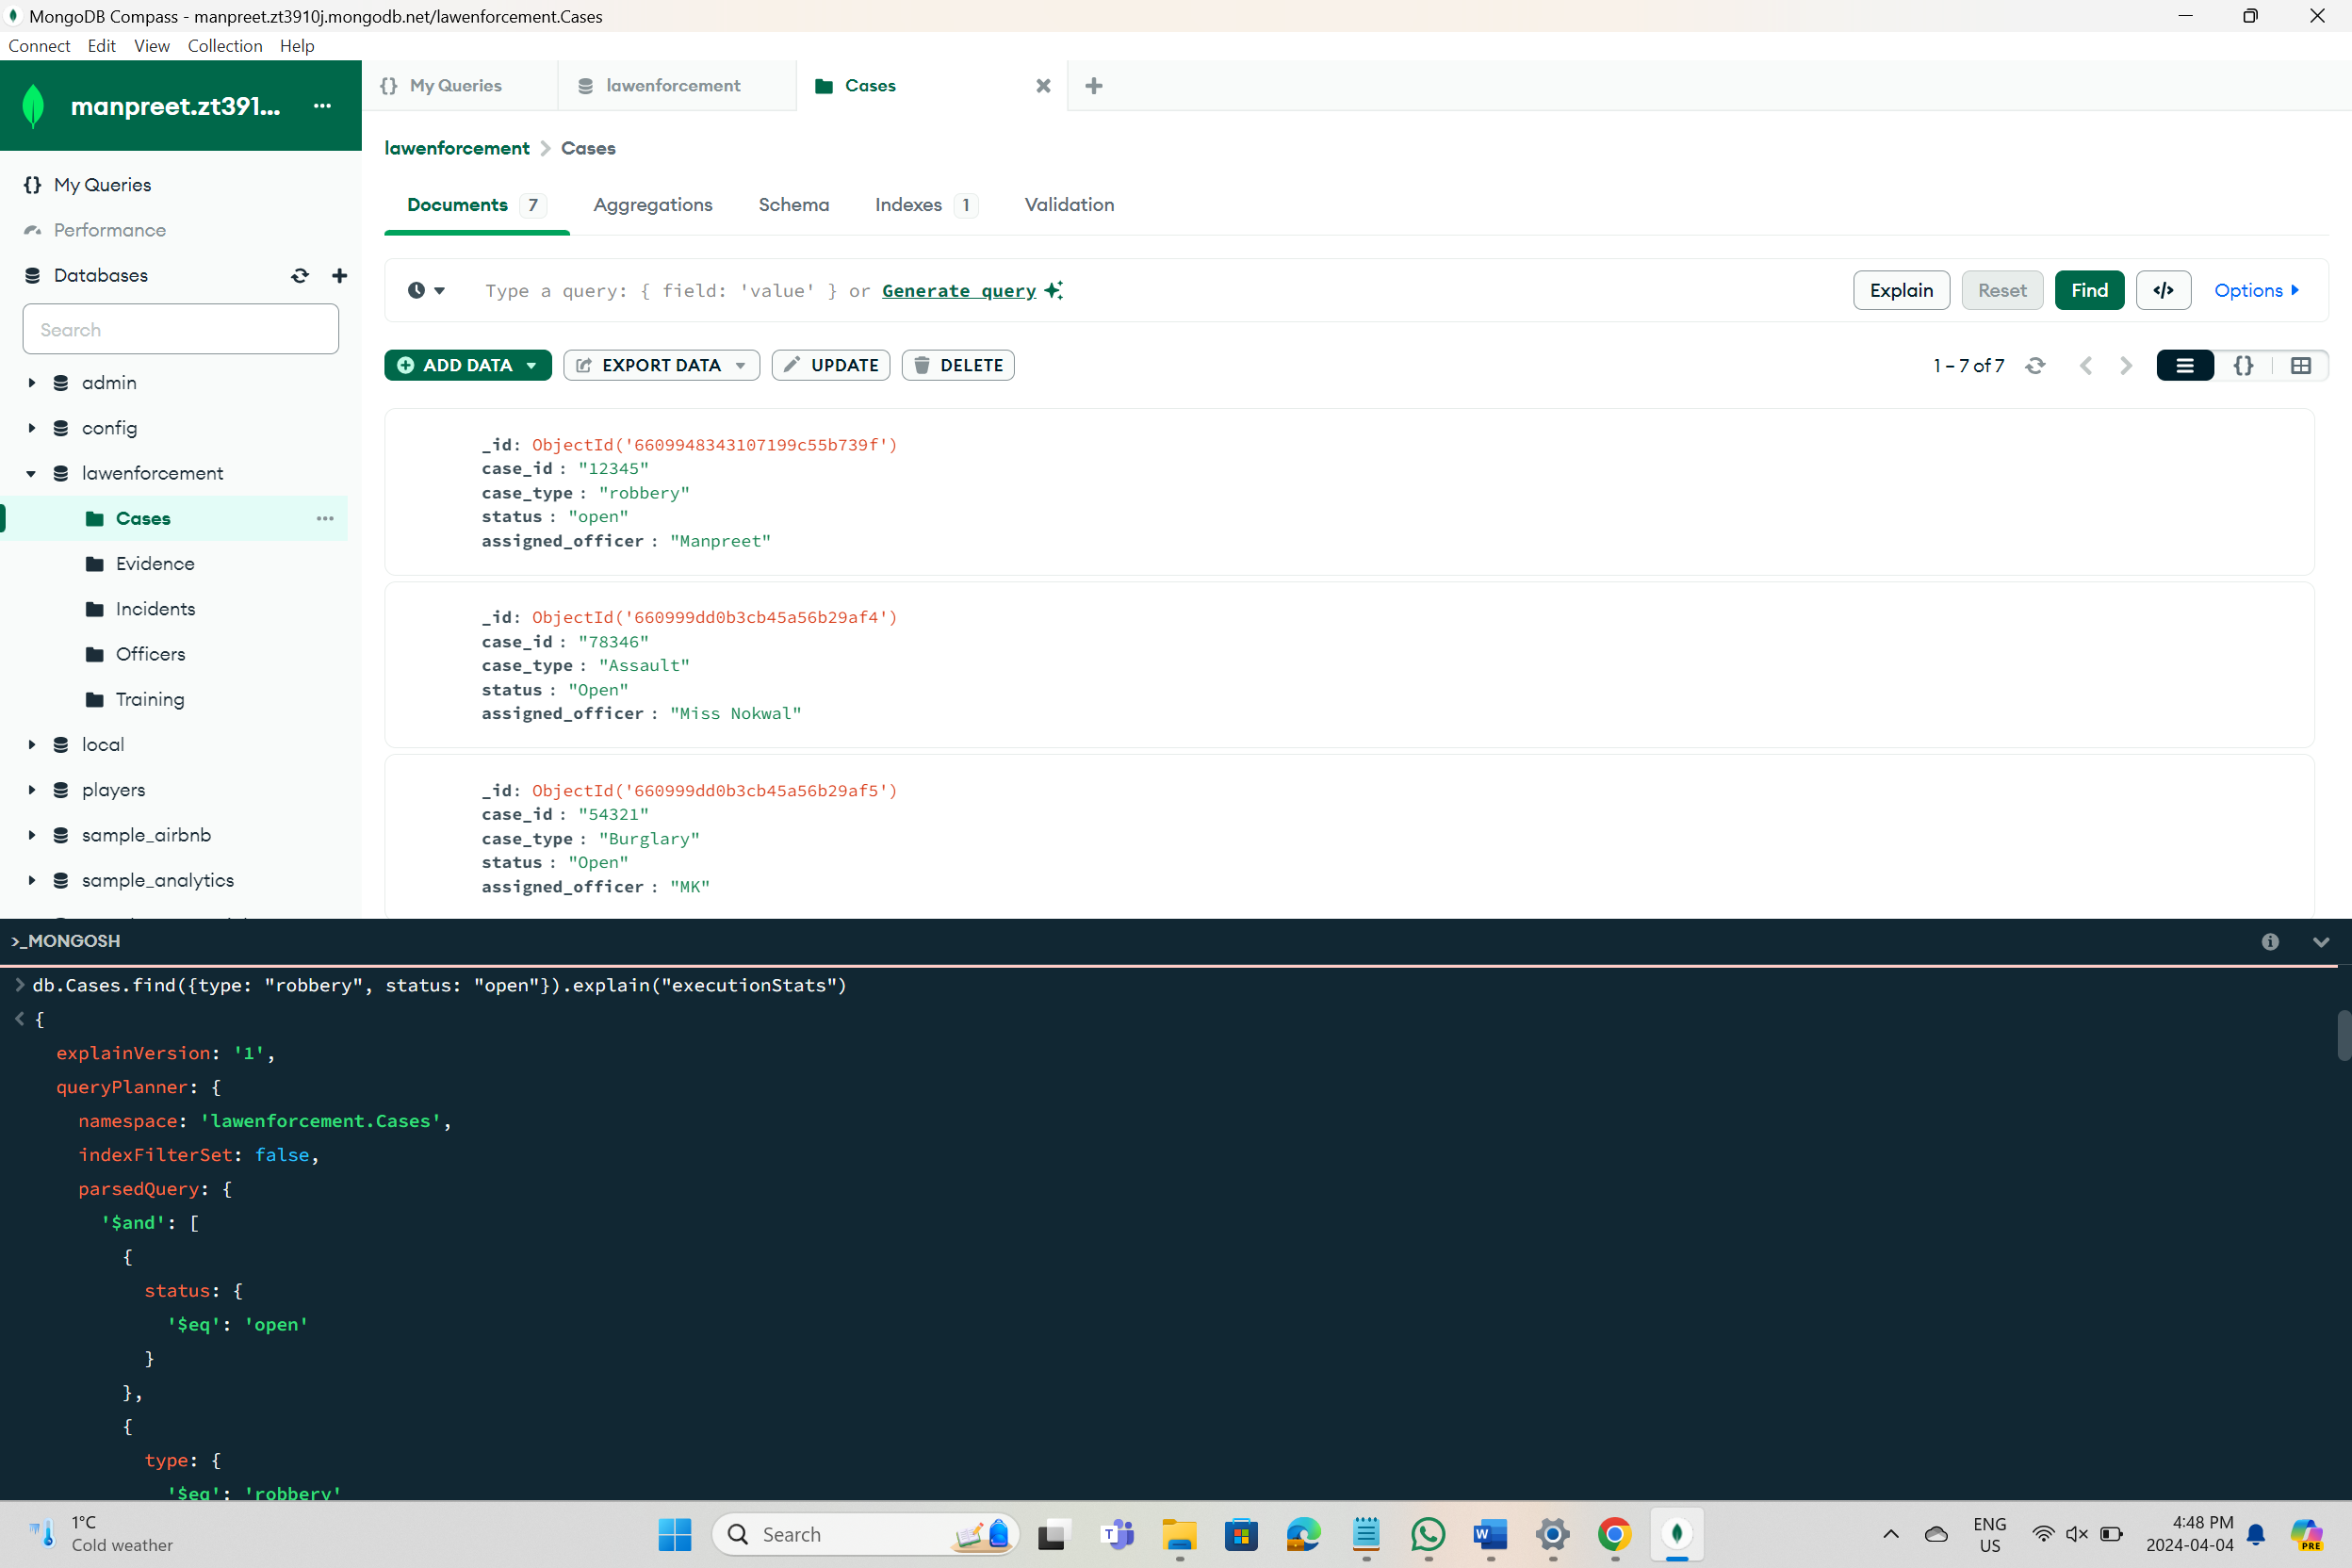 MongoDB Compass - manpreet.zt3910j.mongodb.net/lawenforcement.Cases
Connect Edit View Collection Help
manpreet.zt391...
My Queries
Performance
Databases
Search
admin
config
lawenforcement
Cases
Evidence
Incidents
Officers
Training
local
players
sample_airbnb
sample_analytics
{} My Queries
lawenforcement
Cases
lawenforcement > Cases
Documents 7 Aggregations Schema Indexes 1 Validation
Type a query: { field: 'value' } or Generate query
Explain Reset Find </> Options
ADD DATA EXPORT DATA UPDATE DELETE
1 – 7 of 7
_id: ObjectId('6609948343107199c55b739f')
case_id : "12345"
case_type : "robbery"
status : "open"
assigned_officer : "Manpreet"
_id: ObjectId('660999dd0b3cb45a56b29af4')
case_id : "78346"
case_type : "Assault"
status : "Open"
assigned_officer : "Miss Nokwal"
_id: ObjectId('660999dd0b3cb45a56b29af5')
case_id : "54321"
case_type : "Burglary"
status : "Open"
assigned_officer : "MK"
>_MONGOSH
> db.Cases.find({type: "robbery", status: "open"}).explain("executionStats")
< {
explainVersion: '1',
queryPlanner: {
namespace: 'lawenforcement.Cases',
indexFilterSet: false,
parsedQuery: {
'$and': [
{
status: {
'$eq': 'open'
}
},
{
type: {
'$eq': 'robbery'
1°C
Cold weather
Search
ENG
US
4:48 PM
2024-04-04
PRE